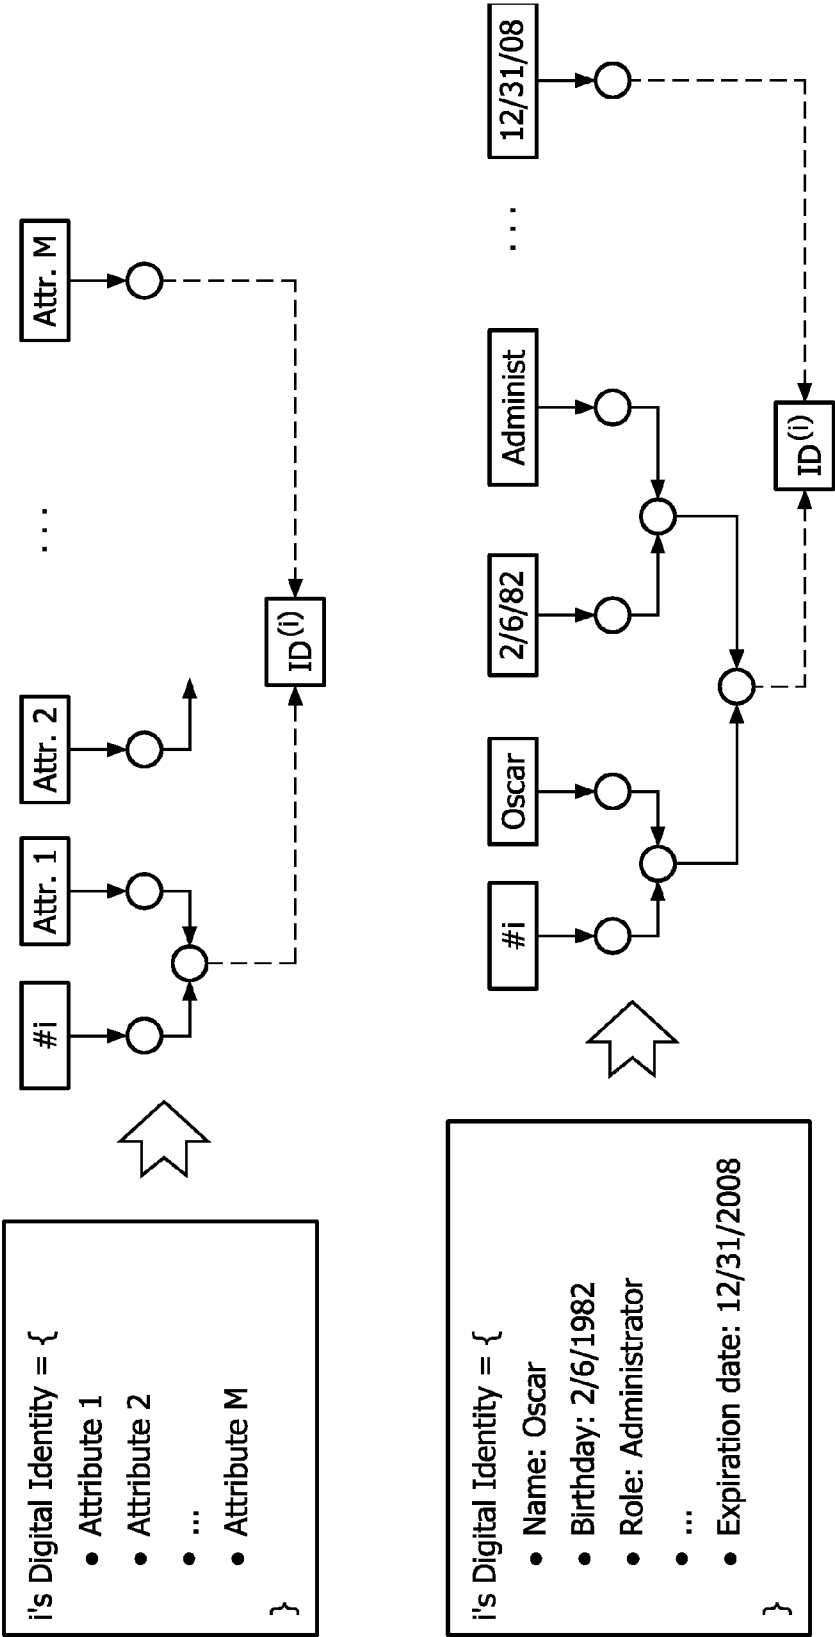 i's Digital Identity = {
● Attribute 1
● Attribute 2
● ...
● Attribute M
}
#i
Attr. 1
Attr. 2
. . .
Attr. M
ID(i)
i's Digital Identity = {
● Name: Oscar
● Birthday: 2/6/1982
● Role: Administrator
● ...
● Expiration date: 12/31/2008
}
#i
Oscar
2/6/82
Administ
. . .
12/31/08
ID(i)